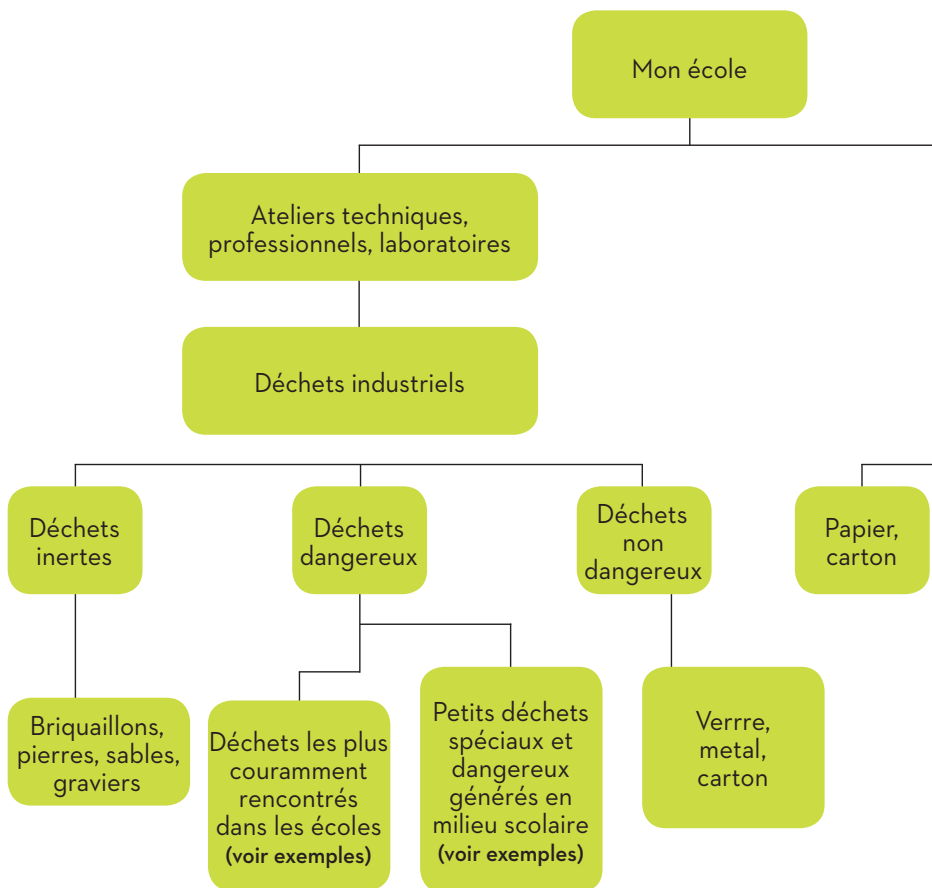 Mon école
Ateliers techniques,
professionnels, laboratoires
Déchets industriels
Déchets
inertes
Déchets
dangereux
Déchets
non
dangereux
Papier,
carton
Briquaillons,
pierres, sables,
graviers
Déchets les plus
couramment
rencontrés
dans les écoles
(voir exemples)
Petits déchets
spéciaux et
dangereux
générés en
milieu scolaire
(voir exemples)
Verrre,
metal,
carton